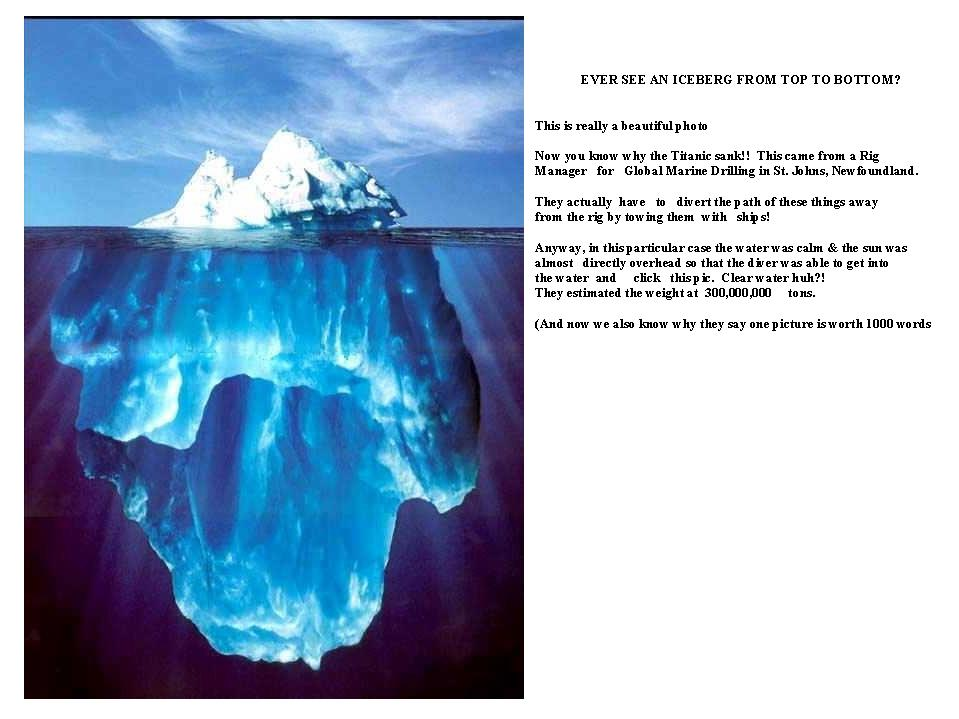 EVER SEE AN ICEBERG FROM TOP TO BOTTOM?
This is really a beautiful photo
Now you know why the Titanic sank!! This came from a Rig
Manager for Global Marine Drilling in St. Johns, Newfoundland.
They actually have to divert the path of these things away
from the rig by towing them with ships!
Anyway, in this particular case the water was calm & the sun was
almost directly overhead so that the diver was able to get into
the water and click this pic. Clear water huh?!
They estimated the weight at 300,000,000 tons.
(And now we also know why they say one picture is worth 1000 words